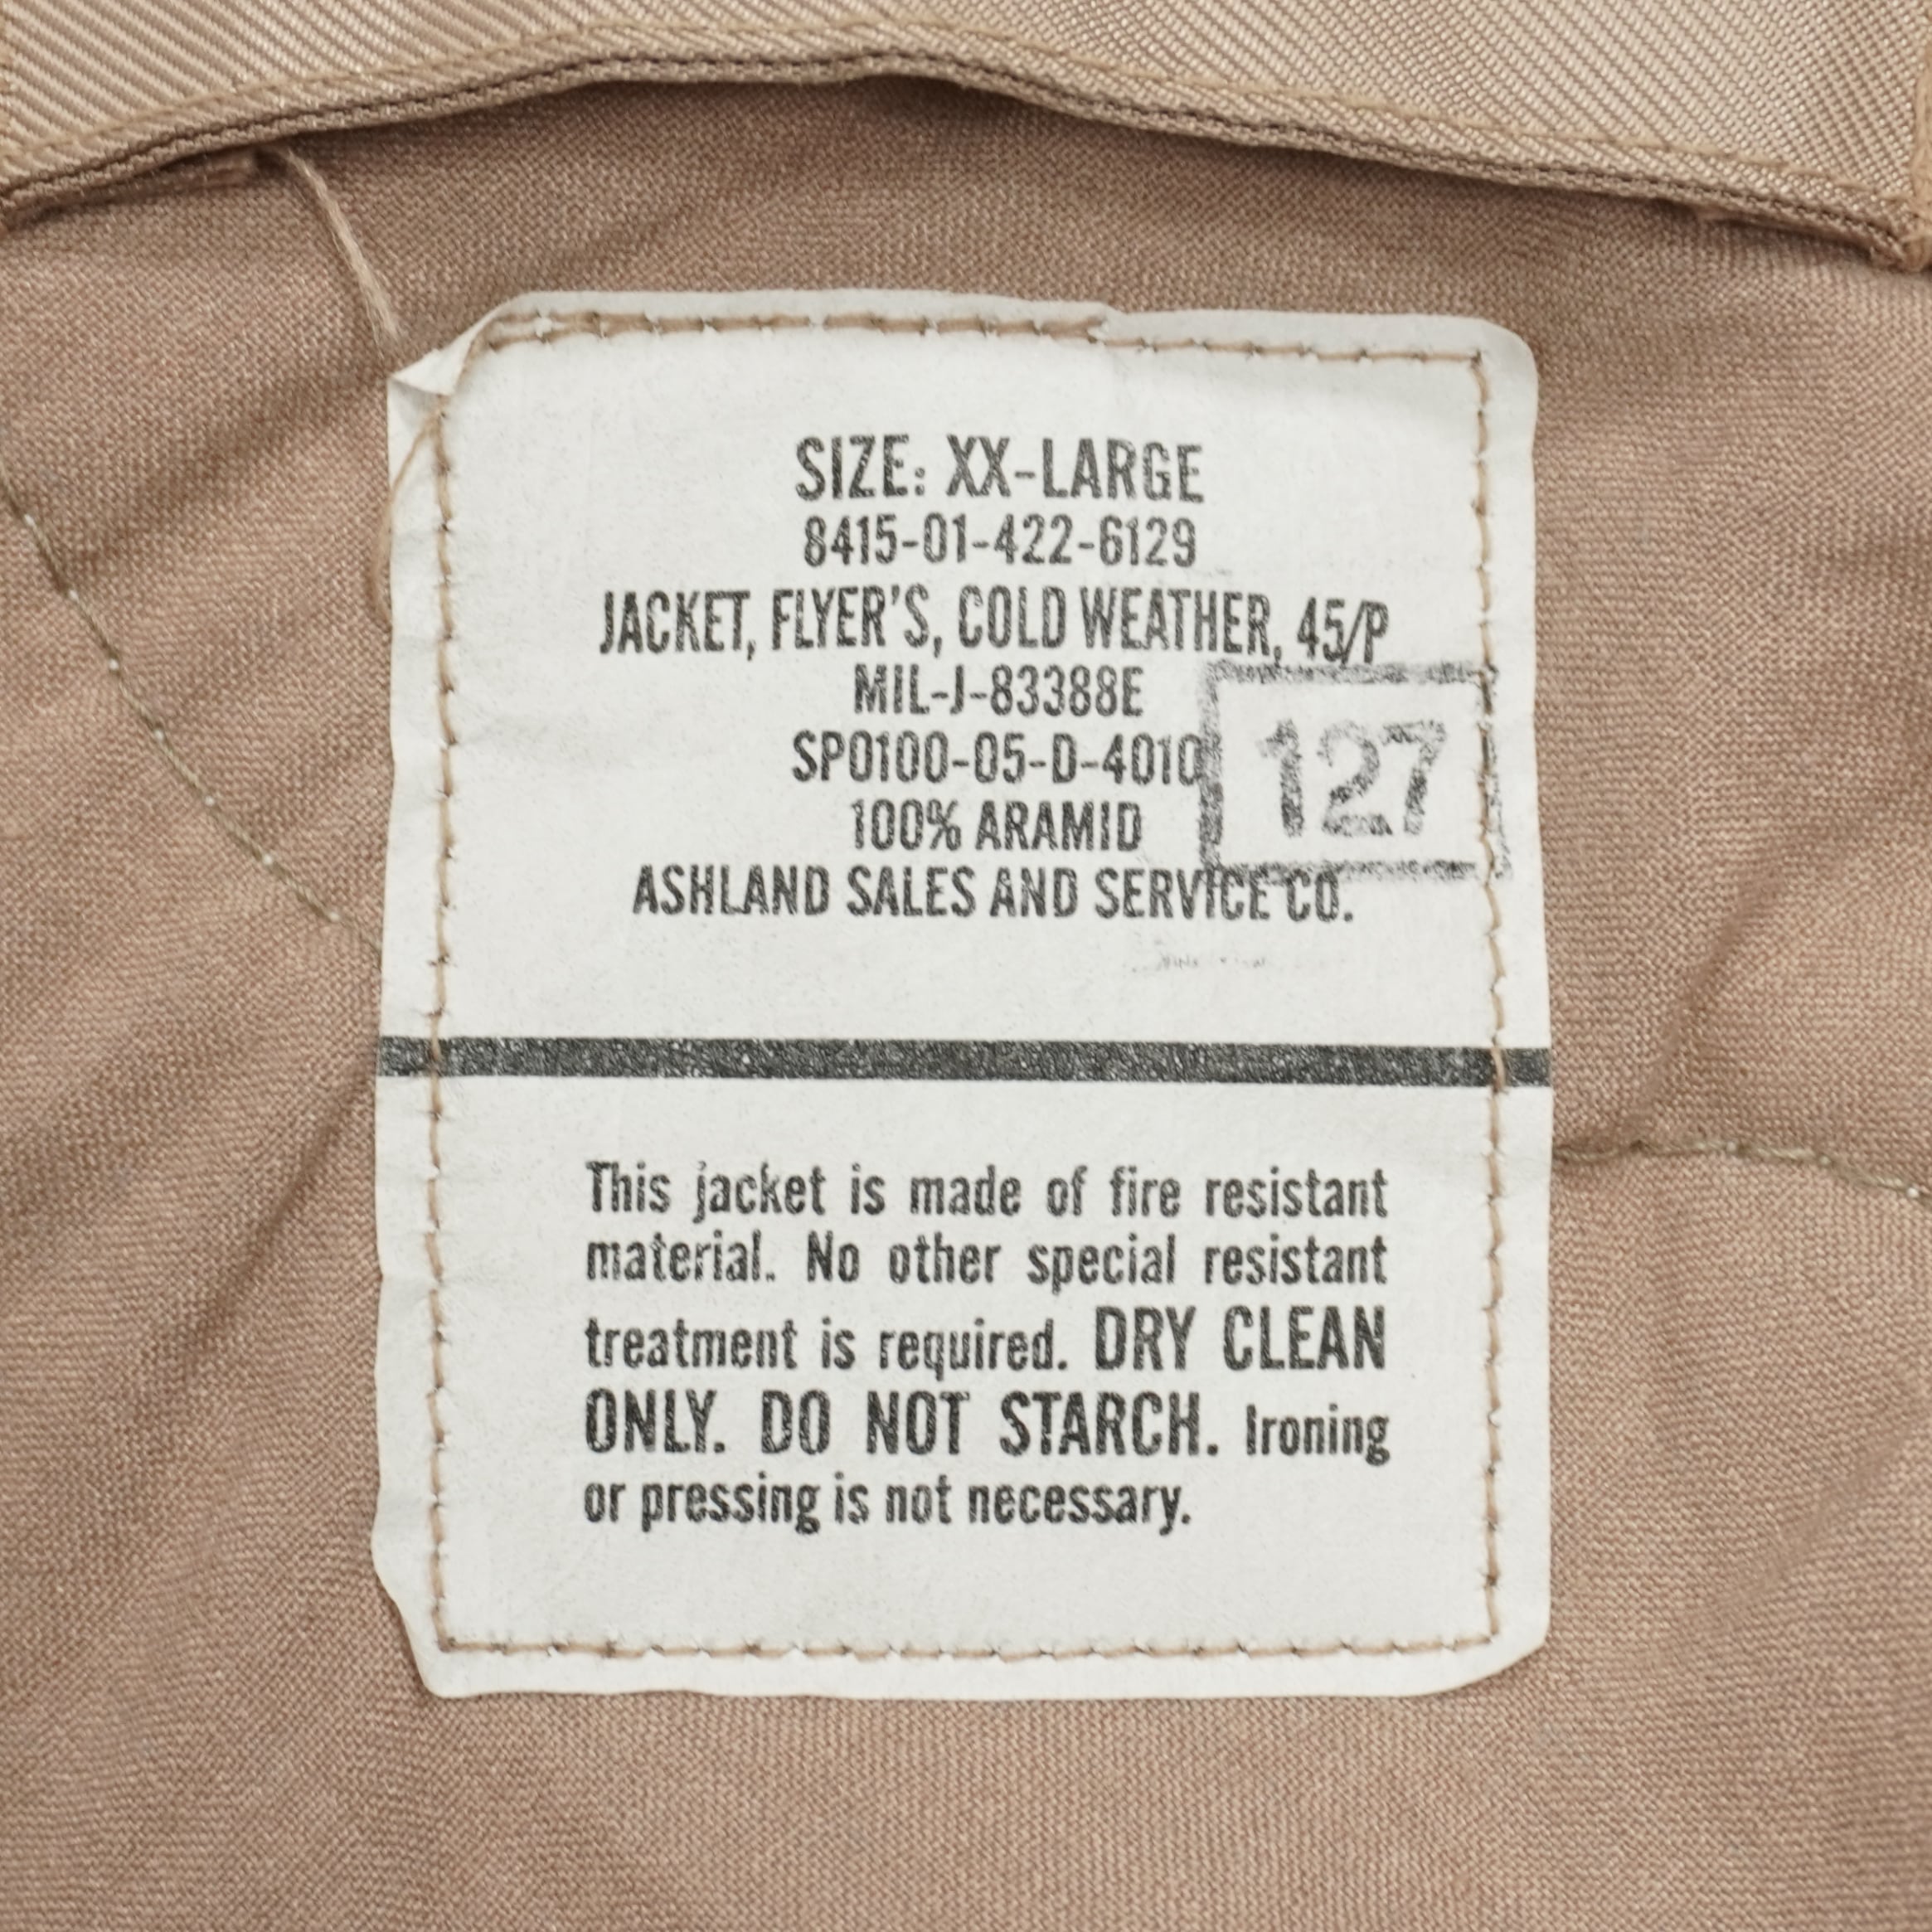 SIZE: XX-LARGE
8415-01-422-6129
JACKET, FLYER'S, COLD WEATHER, 45/P
MIL-J-83388E
SP0100-05-D-4010
127
100% ARAMID
ASHLAND SALES AND SERVICE CO.
This jacket is made of fire resistant
material. No other special resistant
treatment is required. DRY CLEAN
ONLY. DO NOT STARCH. Ironing
or pressing is not necessary.